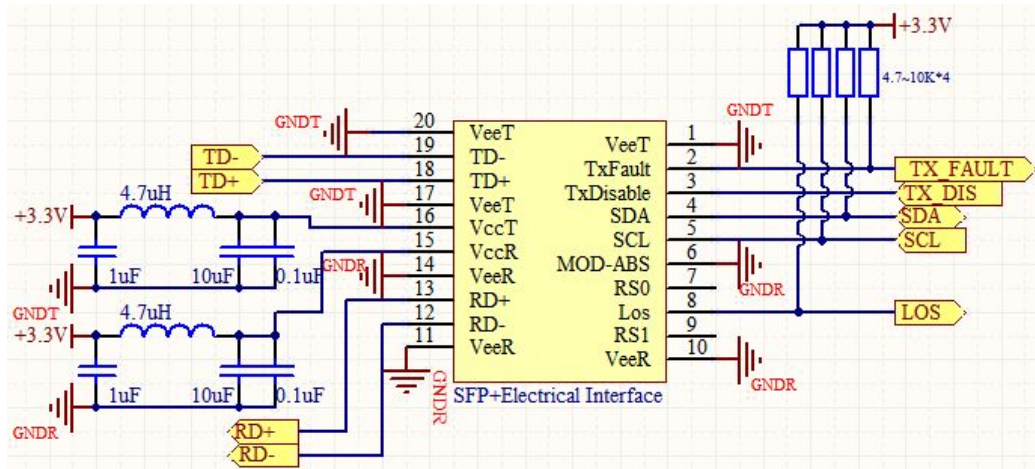 +3.3V
4.7~10K*4
GNDT
GNDT
20
VeeT
1
VeeT
19
TD-
TD-
2
TxFault
TX_FAULT
18
TD+
TD+
3
TxDisable
TX_DIS
4.7uH
GNDT
17
VeeT
4
SDA
SDA
+3.3V
16
VccT
5
SCL
SCL
15
VccR
6
MOD-ABS
GNDR
GNDR
1uF
10uF
0.1uF
14
VeeR
7
RS0
GNDT
4.7uH
13
RD+
8
Los
LOS
+3.3V
12
RD-
9
RS1
11
VeeR
10
VeeR
GNDR
GNDR
1uF
10uF
0.1uF
SFP+Electrical Interface
GNDR
RD+
RD-